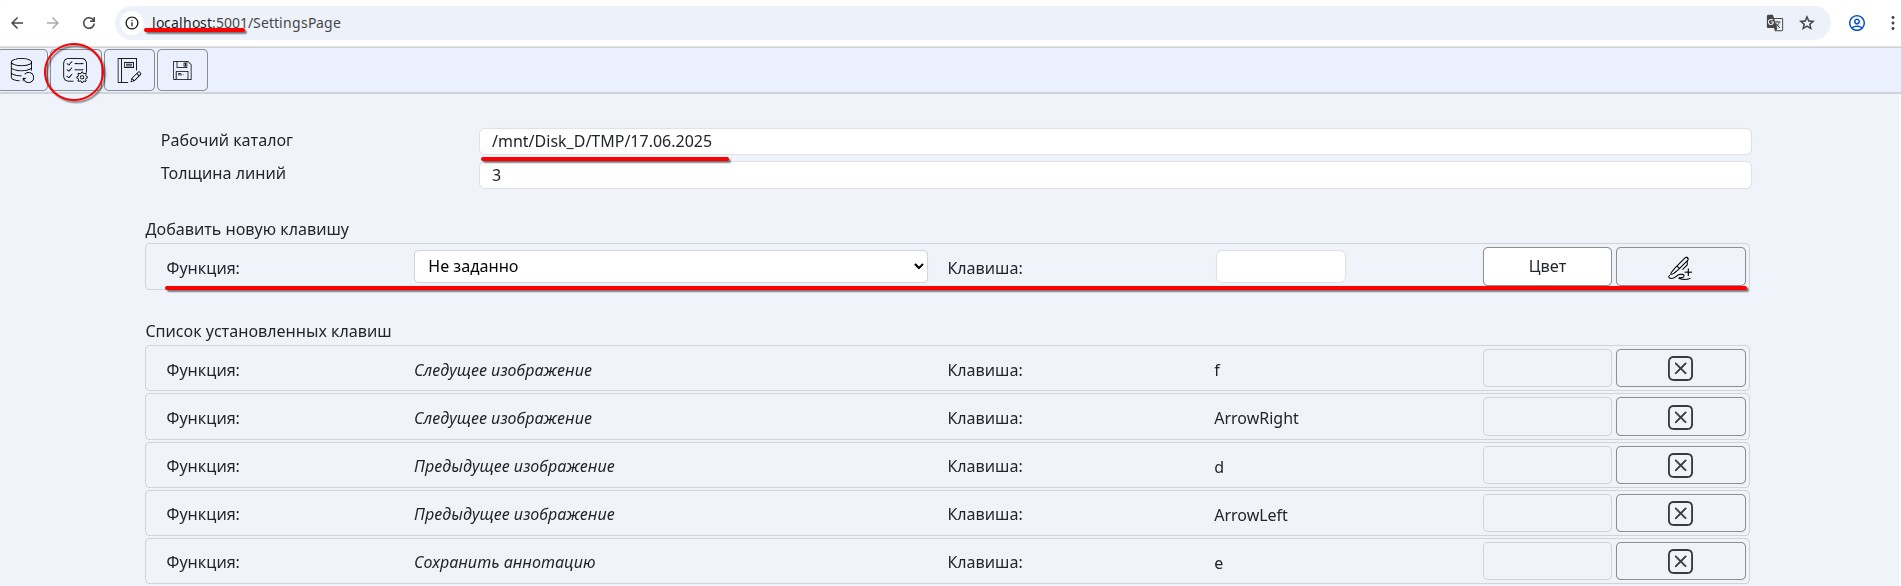 localhost:5001/SettingsPage
Рабочий каталог /mnt/Disk_D/TMP/17.06.2025
Толщина линий 3
Добавить новую клавишу
Функция: Не заданно Клавиша: Цвет
Список установленных клавиш
Функция: Следущее изображение Клавиша: f
Функция: Следущее изображение Клавиша: ArrowRight
Функция: Предыдущее изображение Клавиша: d
Функция: Предыдущее изображение Клавиша: ArrowLeft
Функция: Сохранить аннотацию Клавиша: e